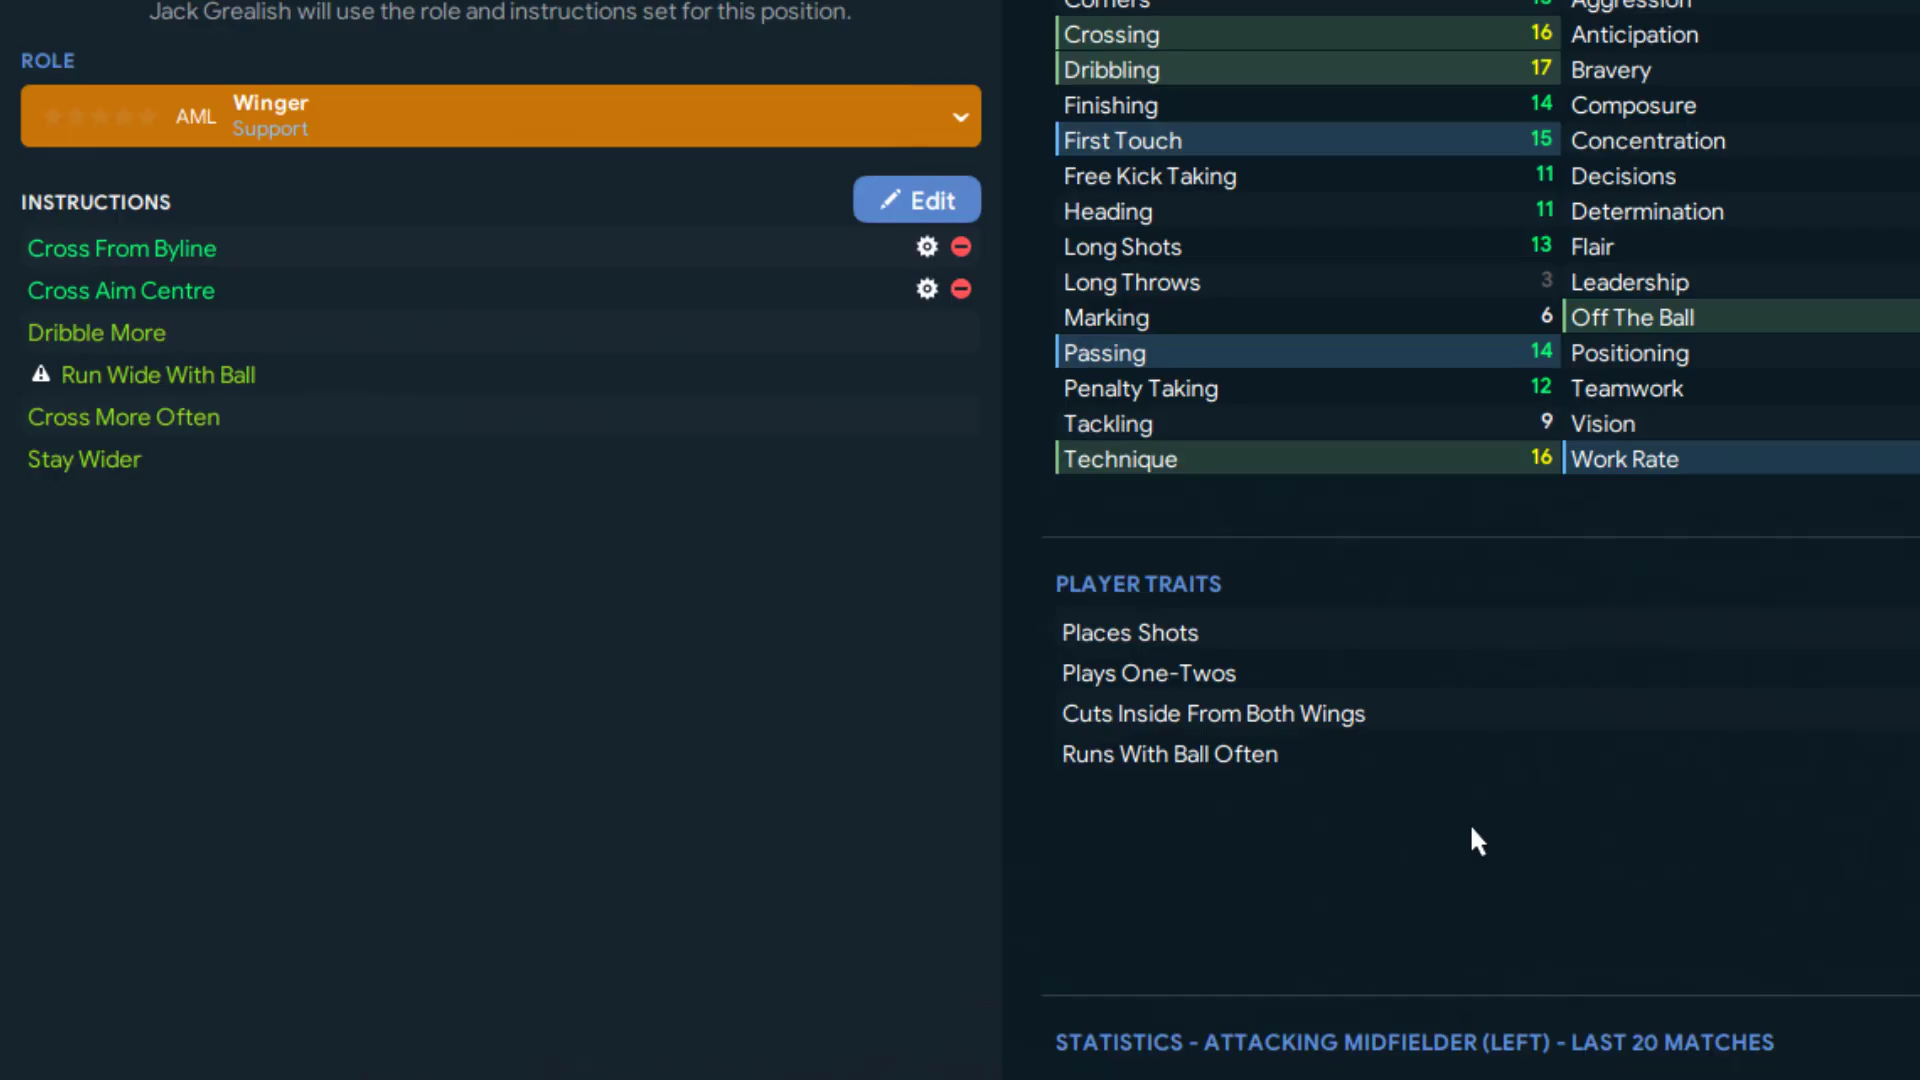 Jack Grealish will use the role and instructions set for this position.
ROLE
AML
Winger
Support
INSTRUCTIONS
Edit
Cross From Byline
Cross Aim Centre
Dribble More
Run Wide With Ball
Cross More Often
Stay Wider
Corners Aggression
Crossing 16 Anticipation
Dribbling 17 Bravery
Finishing 14 Composure
First Touch 15 Concentration
Free Kick Taking 11 Decisions
Heading 11 Determination
Long Shots 13 Flair
Long Throws 3 Leadership
Marking 6 Off The Ball
Passing 14 Positioning
Penalty Taking 12 Teamwork
Tackling 9 Vision
Technique 16 Work Rate
PLAYER TRAITS
Places Shots
Plays One-Twos
Cuts Inside From Both Wings
Runs With Ball Often
STATISTICS - ATTACKING MIDFIELDER (LEFT) - LAST 20 MATCHES